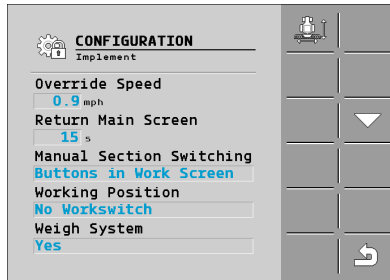 CONFIGURATION
Implement
Override Speed
0.9 mph
Return Main Screen
15 s
Manual Section Switching
Buttons in Work Screen
Working Position
No Workswitch
Weigh System
Yes